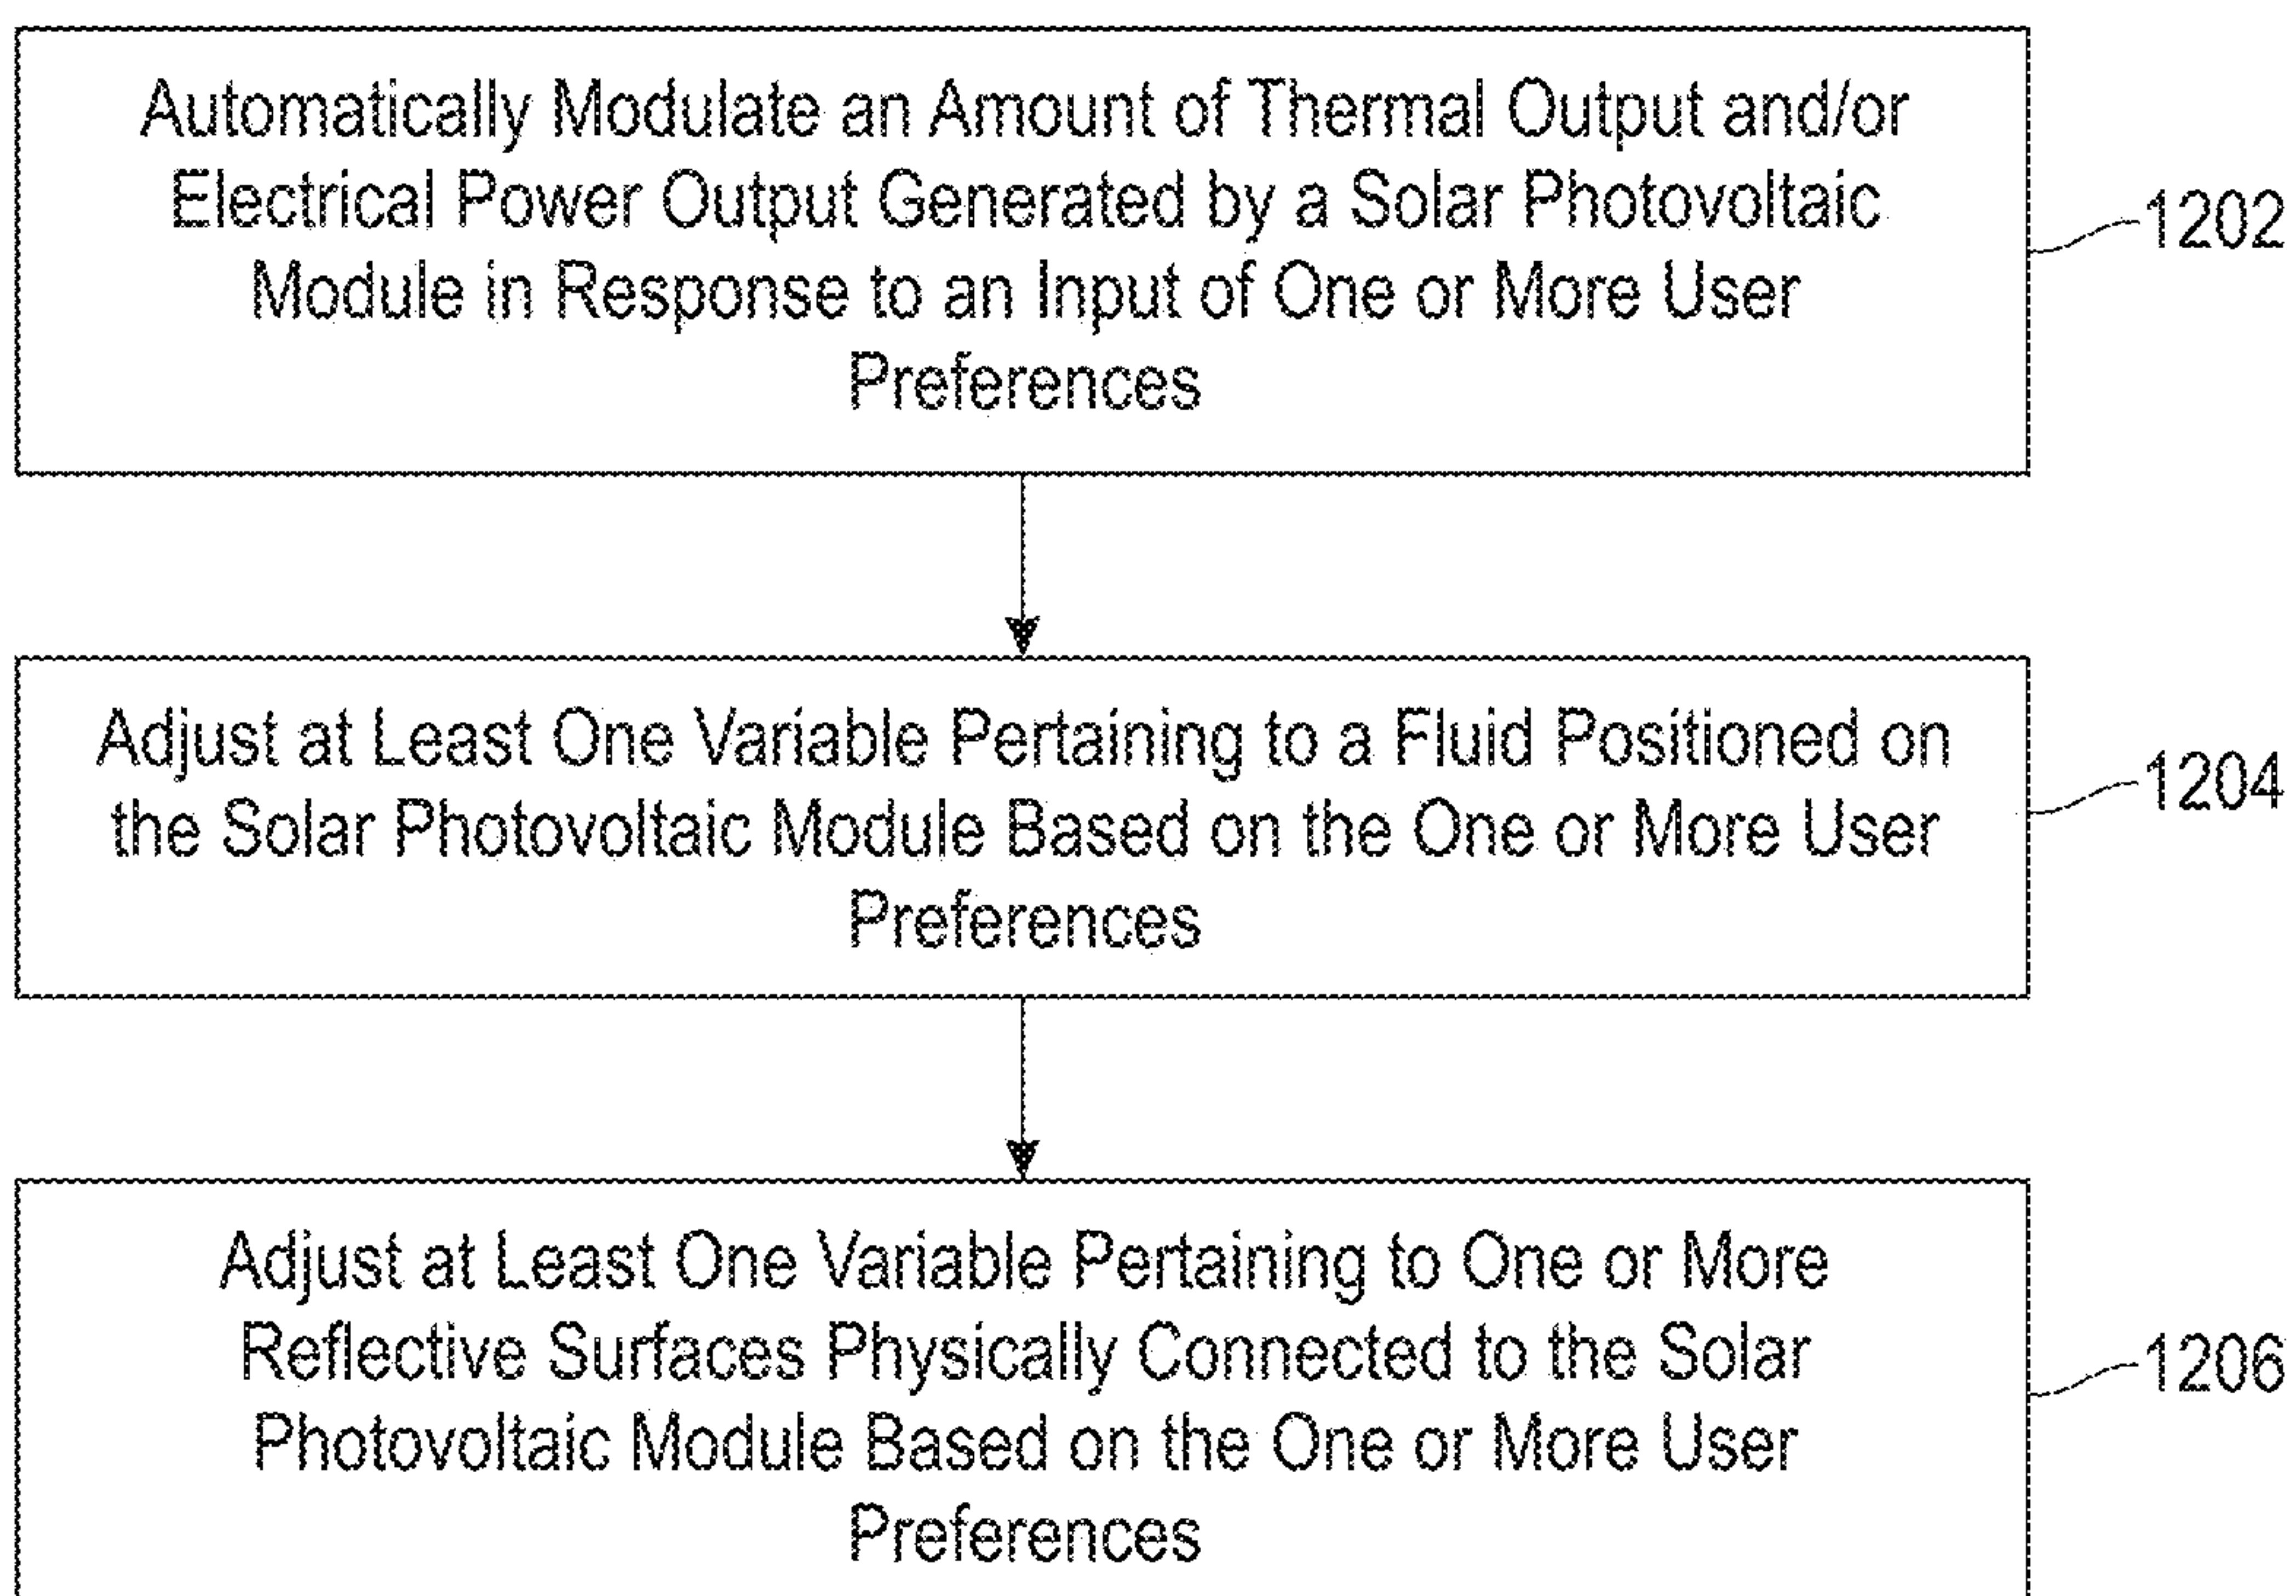 Automatically Modulate an Amount of Thermal Output and/or
Electrical Power Output Generated by a Solar Photovoltaic
Module in Response to an Input of One or More User
Preferences
1202
Adjust at Least One Variable Pertaining to a Fluid Positioned on
the Solar Photovoltaic Module Based on the One or More User
Preferences
1204
Adjust at Least One Variable Pertaining to One or More
Reflective Surfaces Physically Connected to the Solar
Photovoltaic Module Based on the One or More User
Preferences
1206